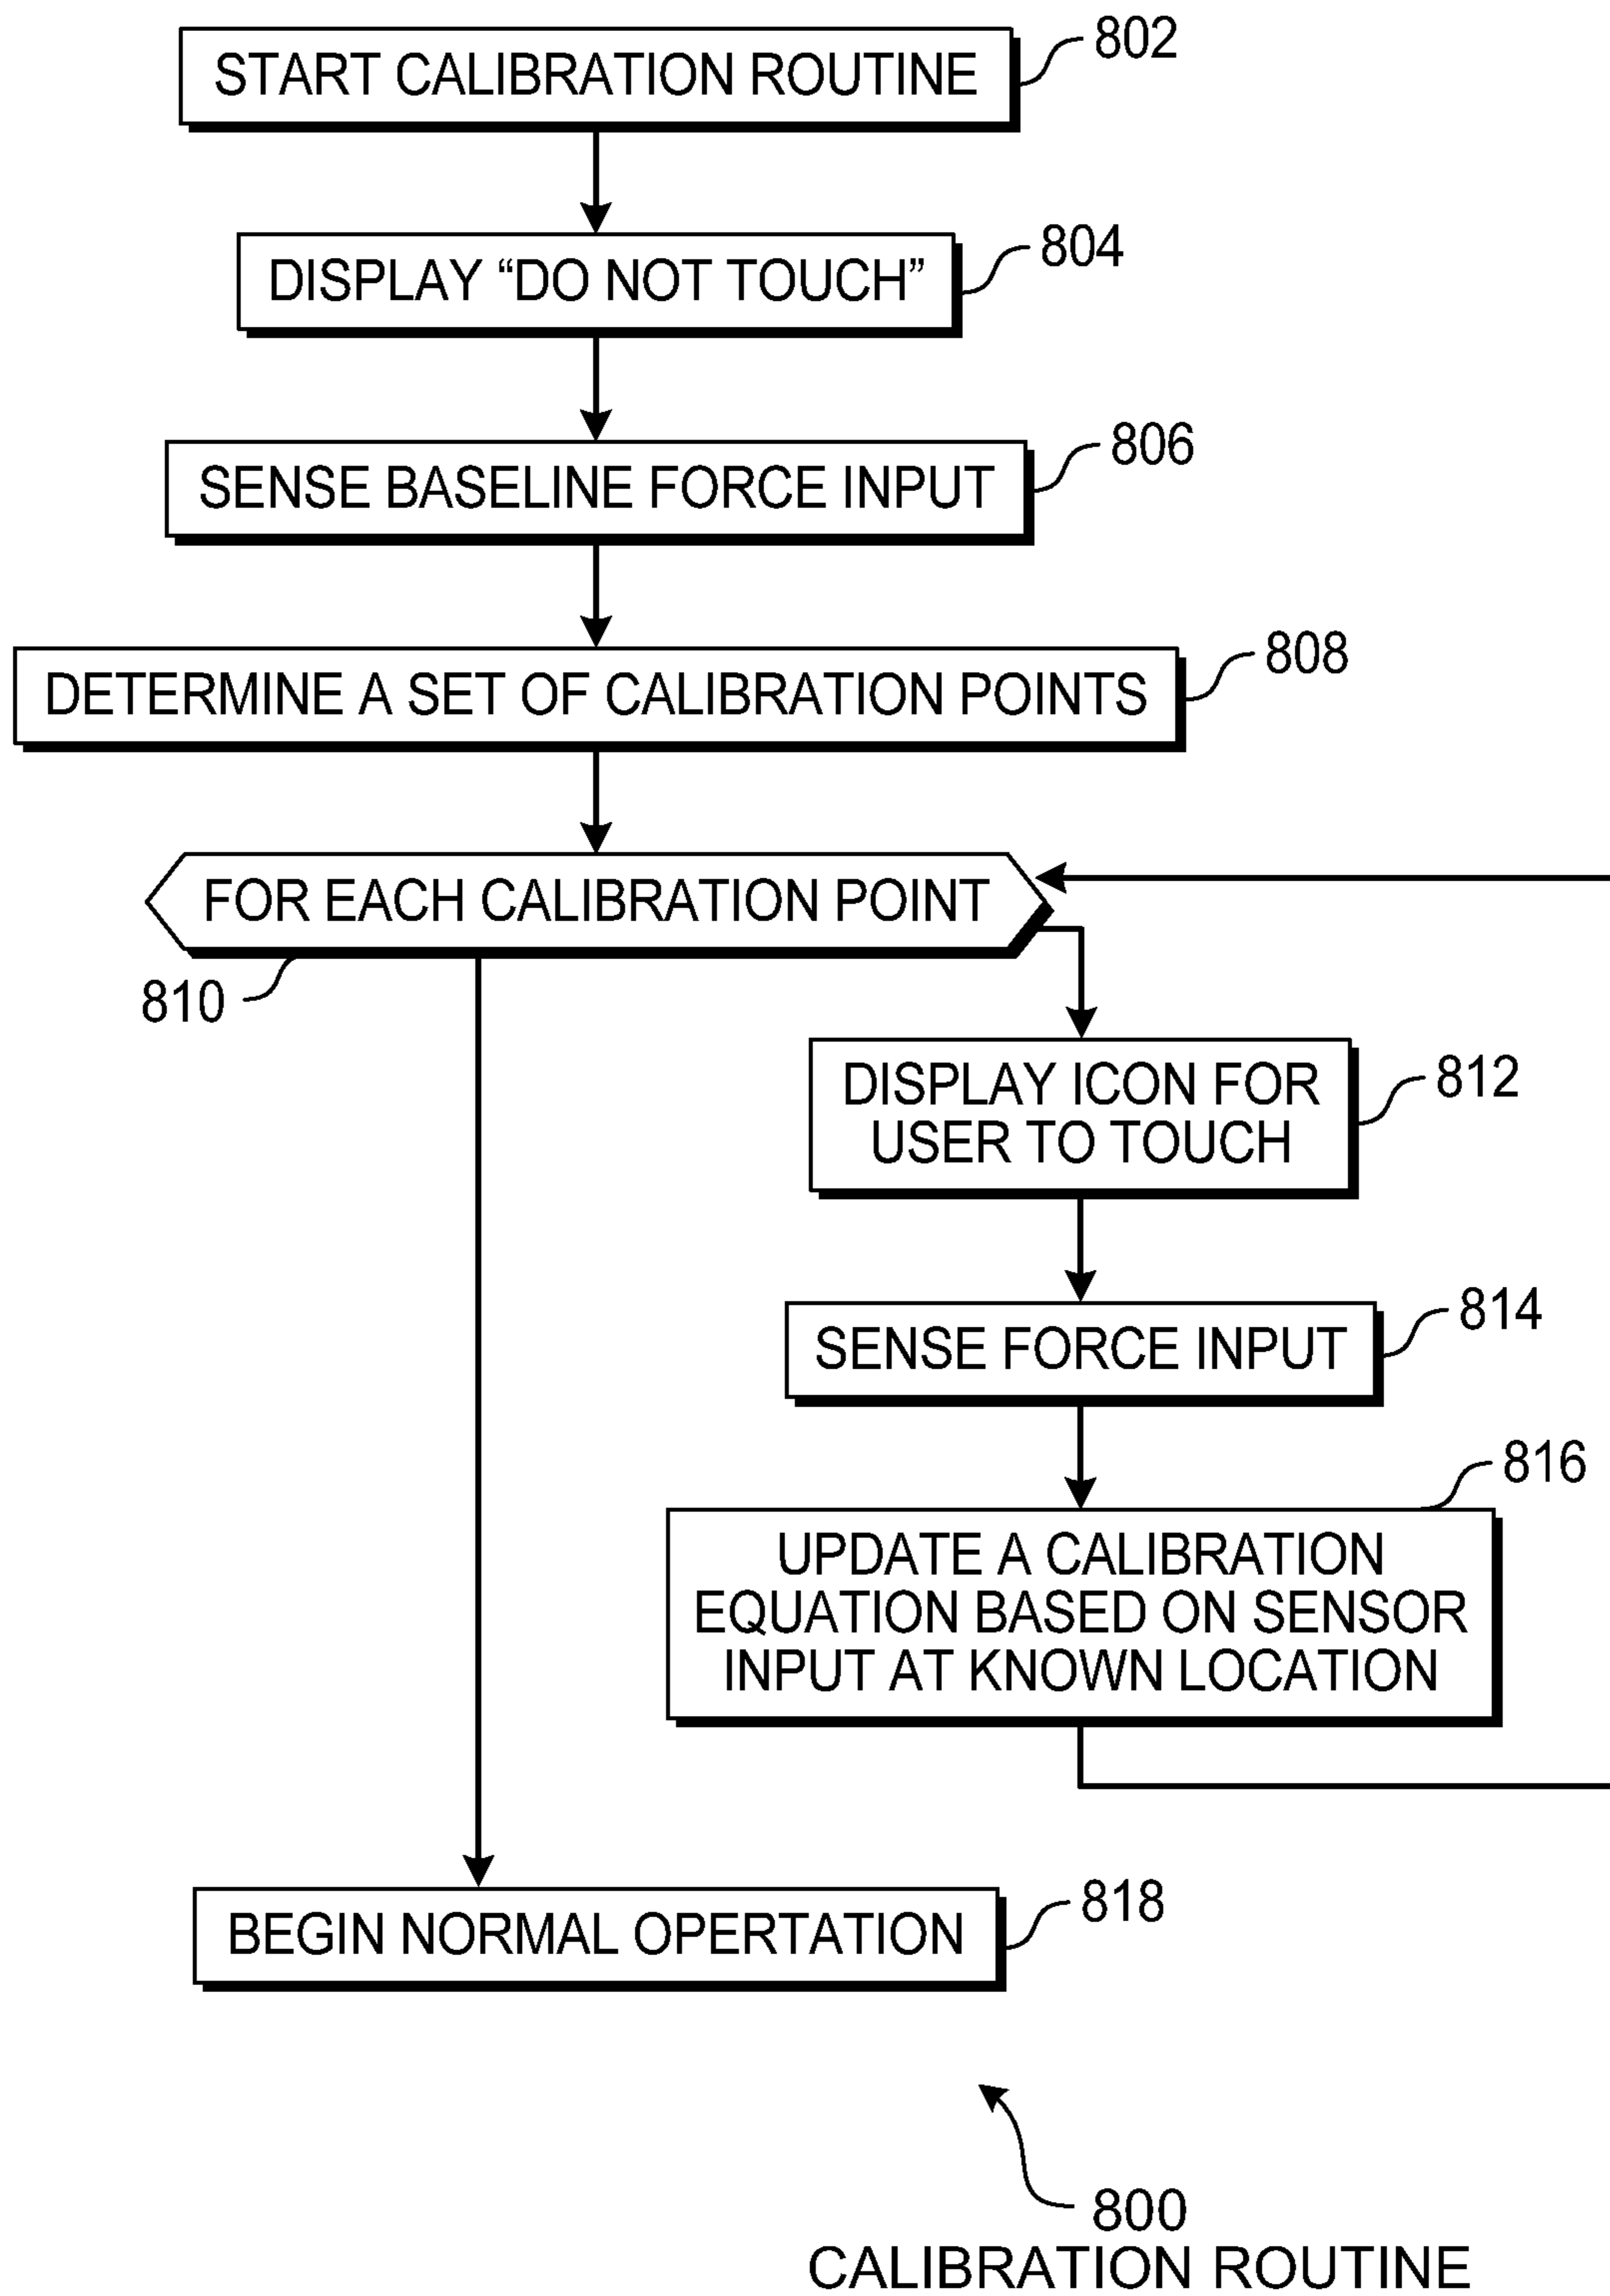 START CALIBRATION ROUTINE
802
DISPLAY “DO NOT TOUCH”
804
SENSE BASELINE FORCE INPUT
806
DETERMINE A SET OF CALIBRATION POINTS
808
FOR EACH CALIBRATION POINT
810
DISPLAY ICON FOR
USER TO TOUCH
812
SENSE FORCE INPUT
814
UPDATE A CALIBRATION
EQUATION BASED ON SENSOR
INPUT AT KNOWN LOCATION
816
BEGIN NORMAL OPERTATION
818
800
CALIBRATION ROUTINE